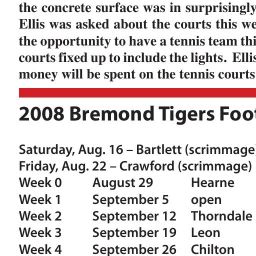 the concrete surface was in surprisingly
Ellis was asked about the courts this we
the opportunity to have a tennis team thi
courts fixed up to include the lights. Ellis
money will be spent on the tennis courts
2008 Bremond Tigers Foot
Saturday, Aug. 16 – Bartlett (scrimmage
Friday, Aug. 22 – Crawford (scrimmage)
Week 0 August 29 Hearne
Week 1 September 5 open
Week 2 September 12 Thorndale
Week 3 September 19 Leon
Week 4 September 26 Chilton